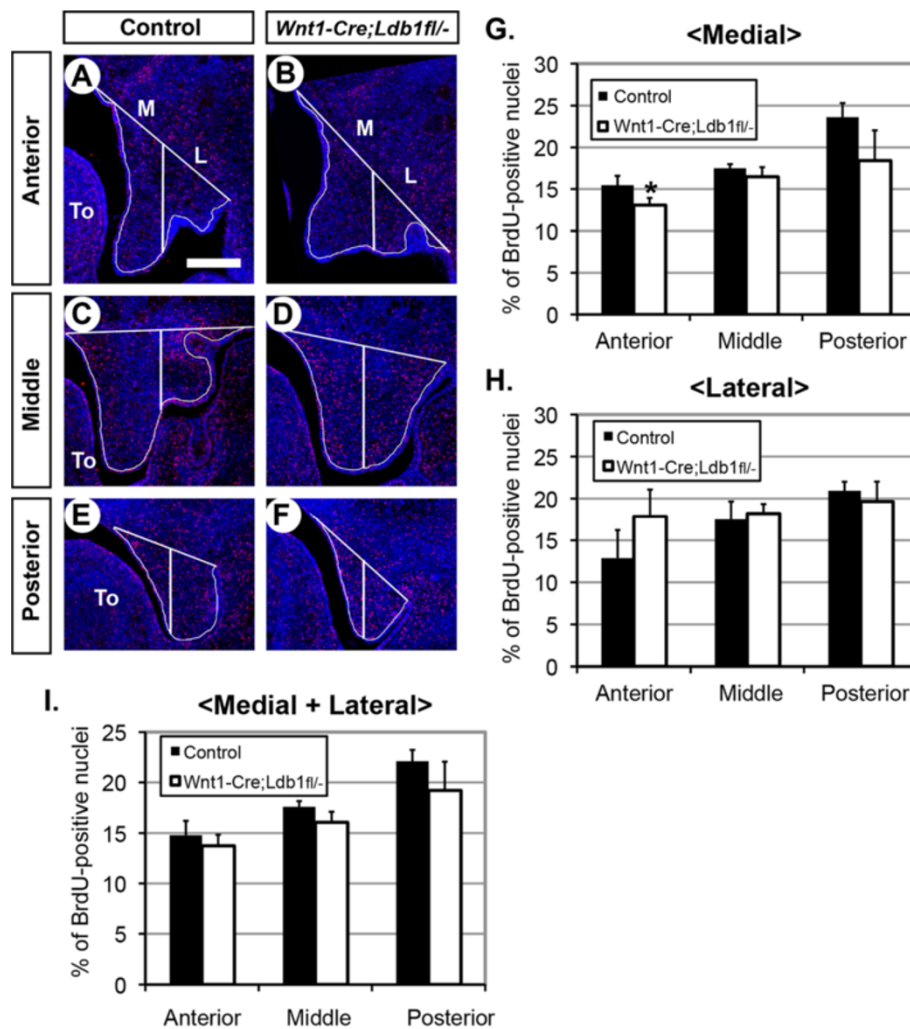 Control
Wnt1-Cre;Ldb1fl/-
Anterior
A
M
L
To
B
M
L
Middle
C
To
D
Posterior
E
To
F
G.
<Medial>
% of BrdU-positive nuclei
30
25
20
15
10
5
0
Control
Wnt1-Cre;Ldb1fl/-
*
Anterior Middle Posterior
H.
<Lateral>
% of BrdU-positive nuclei
30
25
20
15
10
5
0
Control
Wnt1-Cre;Ldb1fl/-
Anterior Middle Posterior
I.
<Medial + Lateral>
% of BrdU-positive nuclei
25
20
15
10
5
0
Control
Wnt1-Cre;Ldb1fl/-
Anterior Middle Posterior